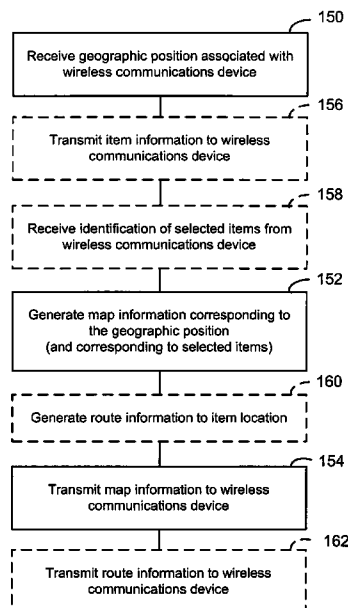 150
Receive geographic position associated with
wireless communications device
156
Transmit item information to wireless
communications device
158
Receive identification of selected items from
wireless communications device
152
Generate map information corresponding to
the geographic position
(and corresponding to selected items)
160
Generate route information to item location
154
Transmit map information to wireless
communications device
162
Transmit route information to wireless
communications device